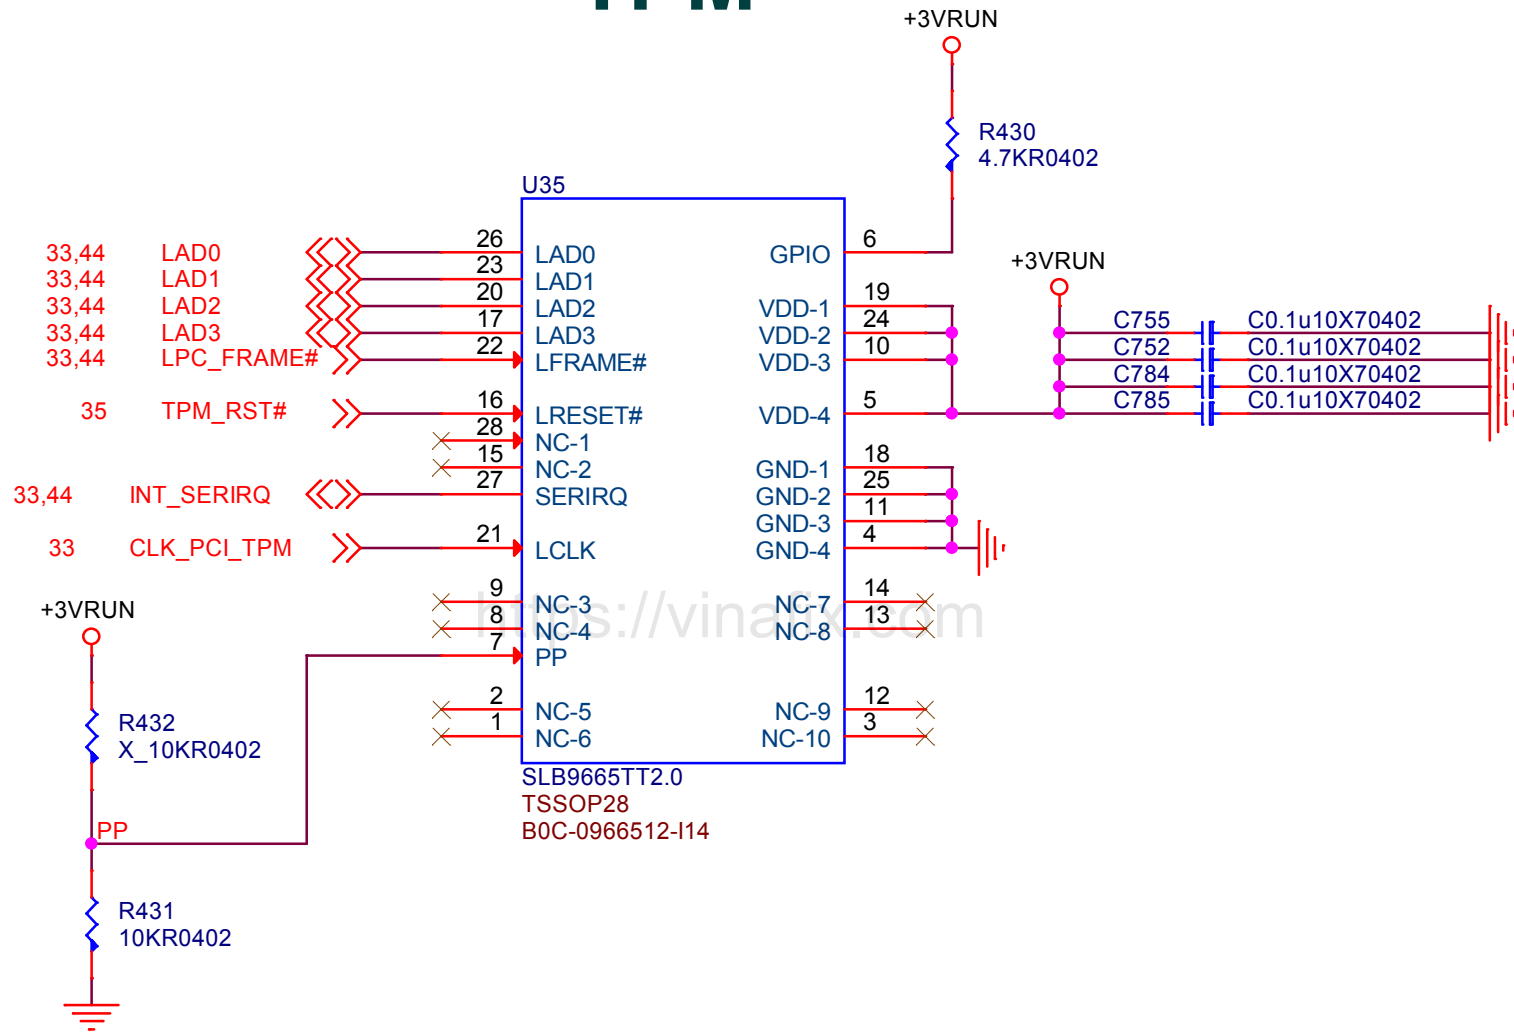 TPM
+3VRUN
R430
4.7KR0402
U35
33,44 LAD0 26 LAD0 GPIO 6
33,44 LAD1 23 LAD1
+3VRUN
33,44 LAD2 20 LAD2 VDD-1 19
33,44 LAD3 17 LAD3 VDD-2 24 C755 C0.1u10X70402
33,44 LPC_FRAME# 22 LFRAME# VDD-3 10 C752 C0.1u10X70402
C784 C0.1u10X70402
35 TPM_RST# 16 LRESET# VDD-4 5 C785 C0.1u10X70402
28 NC-1
15 NC-2 GND-1 18
33,44 INT_SERIRQ 27 SERIRQ GND-2 25
GND-3 11
33 CLK_PCI_TPM 21 LCLK GND-4 4
9 NC-3 NC-7 14
8 NC-4 NC-8 13
https://vinafix.com
+3VRUN
7 PP
2 NC-5 NC-9 12
1 NC-6 NC-10 3
R432
X_10KR0402
SLB9665TT2.0
TSSOP28
B0C-0966512-I14
PP
R431
10KR0402